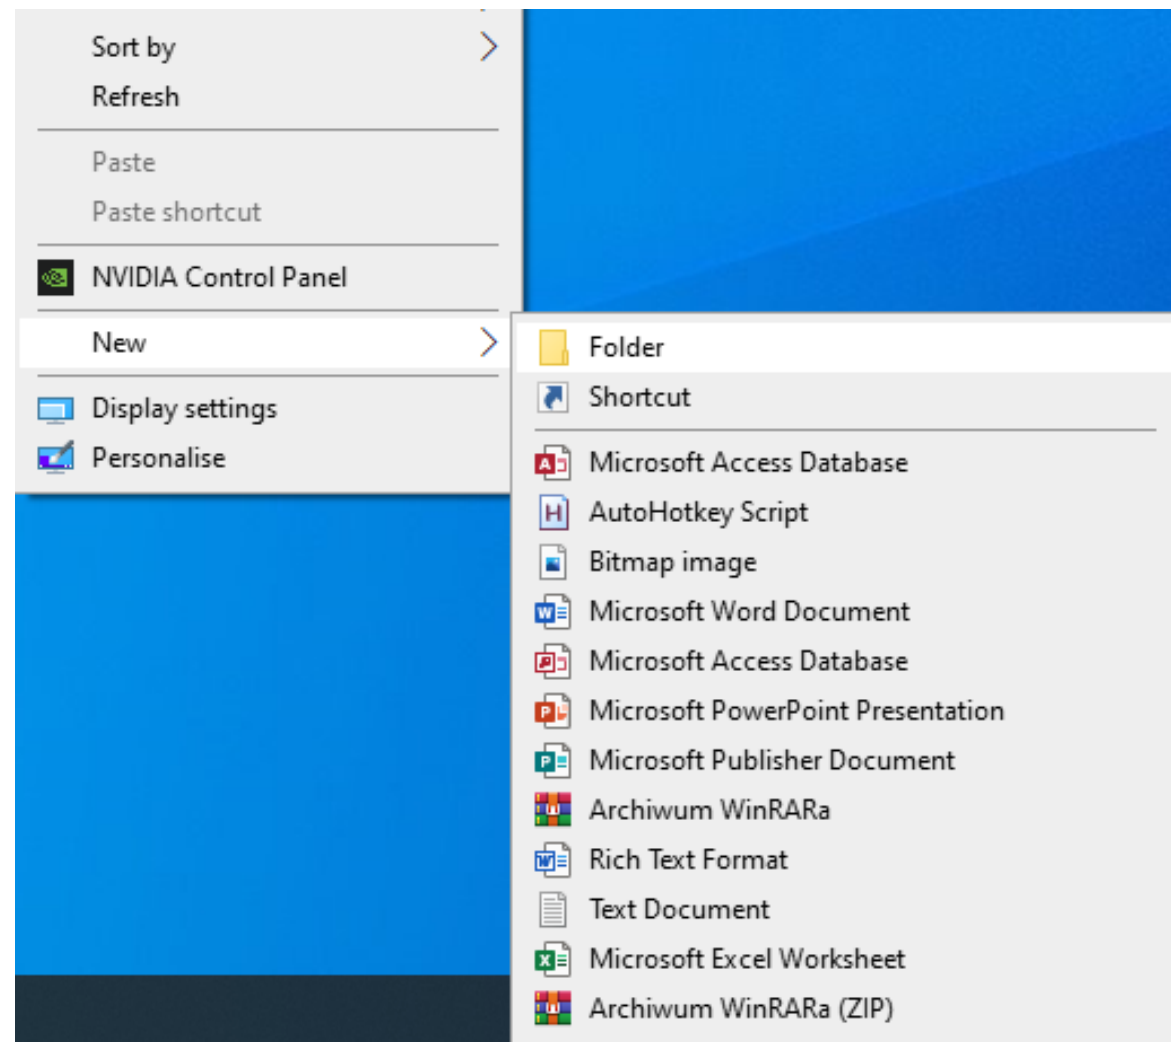 Sort by
Refresh
Paste
Paste shortcut
NVIDIA Control Panel
New
Display settings
Personalise
Folder
Shortcut
Microsoft Access Database
AutoHotkey Script
Bitmap image
Microsoft Word Document
Microsoft Access Database
Microsoft PowerPoint Presentation
Microsoft Publisher Document
Archiwum WinRARa
Rich Text Format
Text Document
Microsoft Excel Worksheet
Archiwum WinRARa (ZIP)